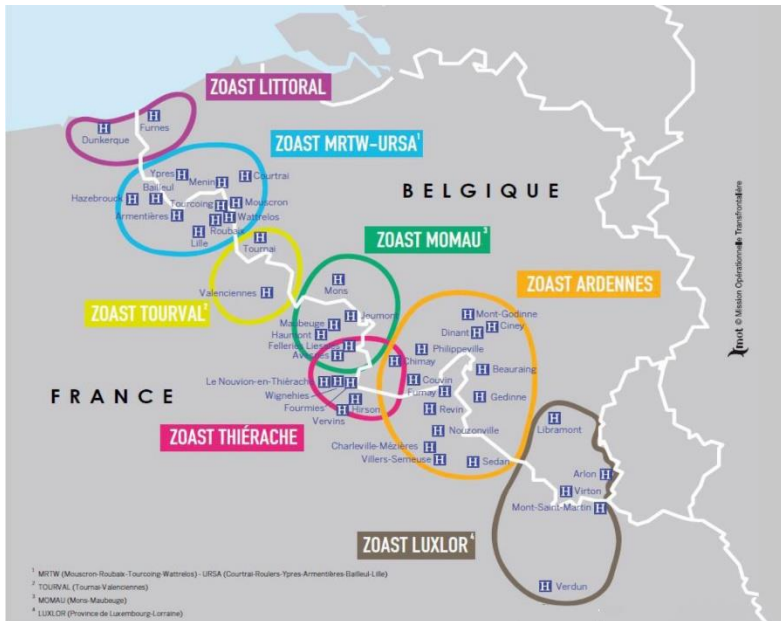 ZOAST LITTORAL
Furnes
Dunkerque
ZOAST MRTW-URSA¹
Ypres
Menin
Courtrai
Bailleul
Hazebrouck
Tourcoing
Mouscron
Armentières
Wattrelos
Roubaix
Lille
BELGIQUE
Tournai
ZOAST MOMAU³
Valenciennes
Mons
ZOAST ARDENNES
ZOAST TOURVAL²
Jeumont
Mont-Godinne
Maubeuge
Ciney
Dinant
Haumont
Felleries Liessies
Philippeville
Avesnes
Chimay
Beauraing
FRANCE
Le Nouvion-en-Thiérache
Couvin
Wignehies
Fumay
Gedinne
Fourmies
Hirson
Revin
Vervins
ZOAST THIÉRACHE
Nouzonville
Libramont
Charleville-Mézières
Villers-Semeuse
Sedan
Arlon
Virton
Mont-Saint-Martin
ZOAST LUXLOR⁴
Verdun
mot © Mission Opérationnelle Transfrontalière
¹ MRTW (Mouscron-Roubaix-Tourcoing-Wattrelos) - URSA (Courtrai-Roulers-Ypres-Armentières-Bailleul-Lille)
² TOURVAL (Tournai-Valenciennes)
³ MOMAU (Mons-Maubeuge)
⁴ LUXLOR (Province de Luxembourg-Lorraine)